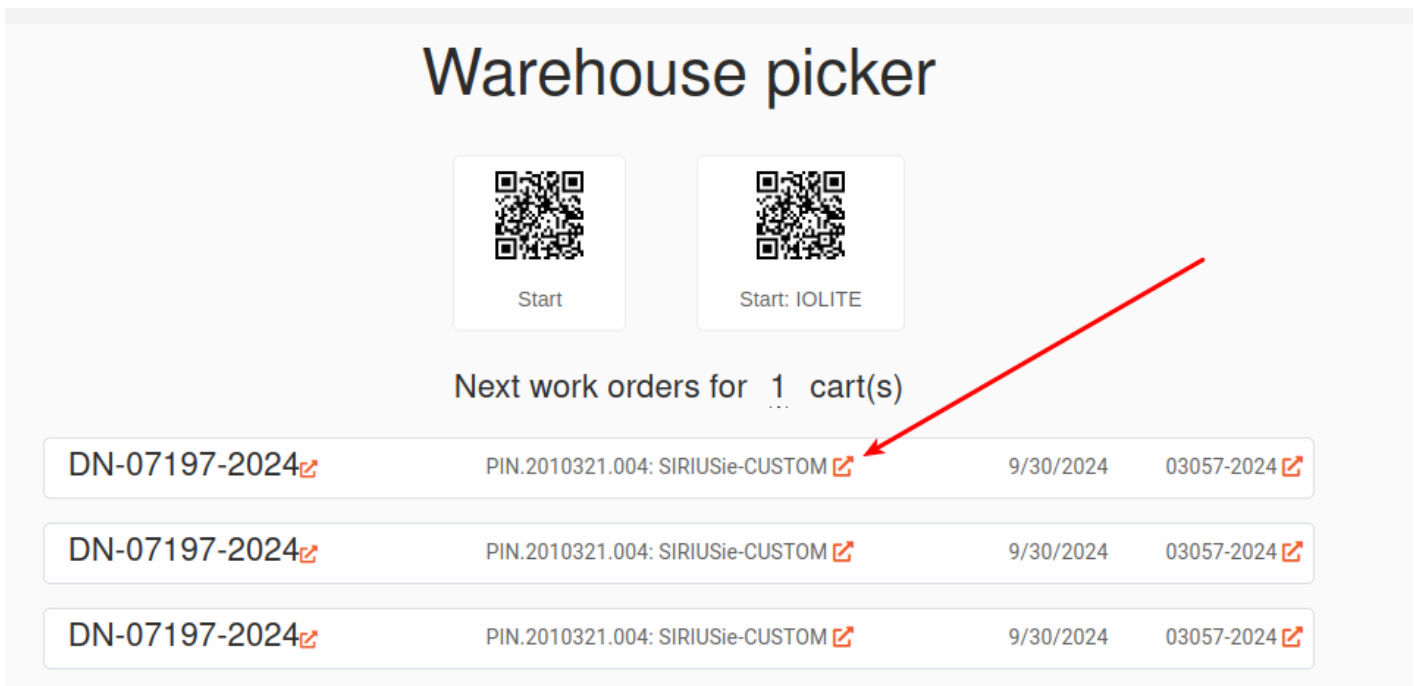 Warehouse picker
Start
Start: IOLITE
Next work orders for 1 cart(s)
DN-07197-2024 PIN.2010321.004: SIRIUSie-CUSTOM 9/30/2024 03057-2024
DN-07197-2024 PIN.2010321.004: SIRIUSie-CUSTOM 9/30/2024 03057-2024
DN-07197-2024 PIN.2010321.004: SIRIUSie-CUSTOM 9/30/2024 03057-2024